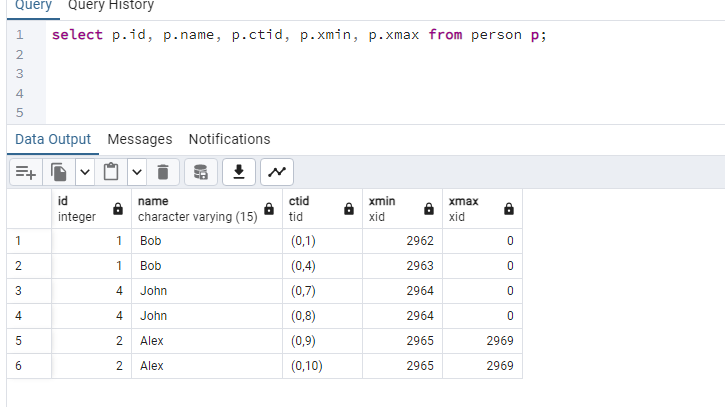 Query Query History
1 select p.id, p.name, p.ctid, p.xmin, p.xmax from person p;
2
3
4
5
Data Output Messages Notifications
id name ctid xmin xmax
integer character varying (15) tid xid xid
1 1 Bob (0,1) 2962 0
2 1 Bob (0,4) 2963 0
3 4 John (0,7) 2964 0
4 4 John (0,8) 2964 0
5 2 Alex (0,9) 2965 2969
6 2 Alex (0,10) 2965 2969